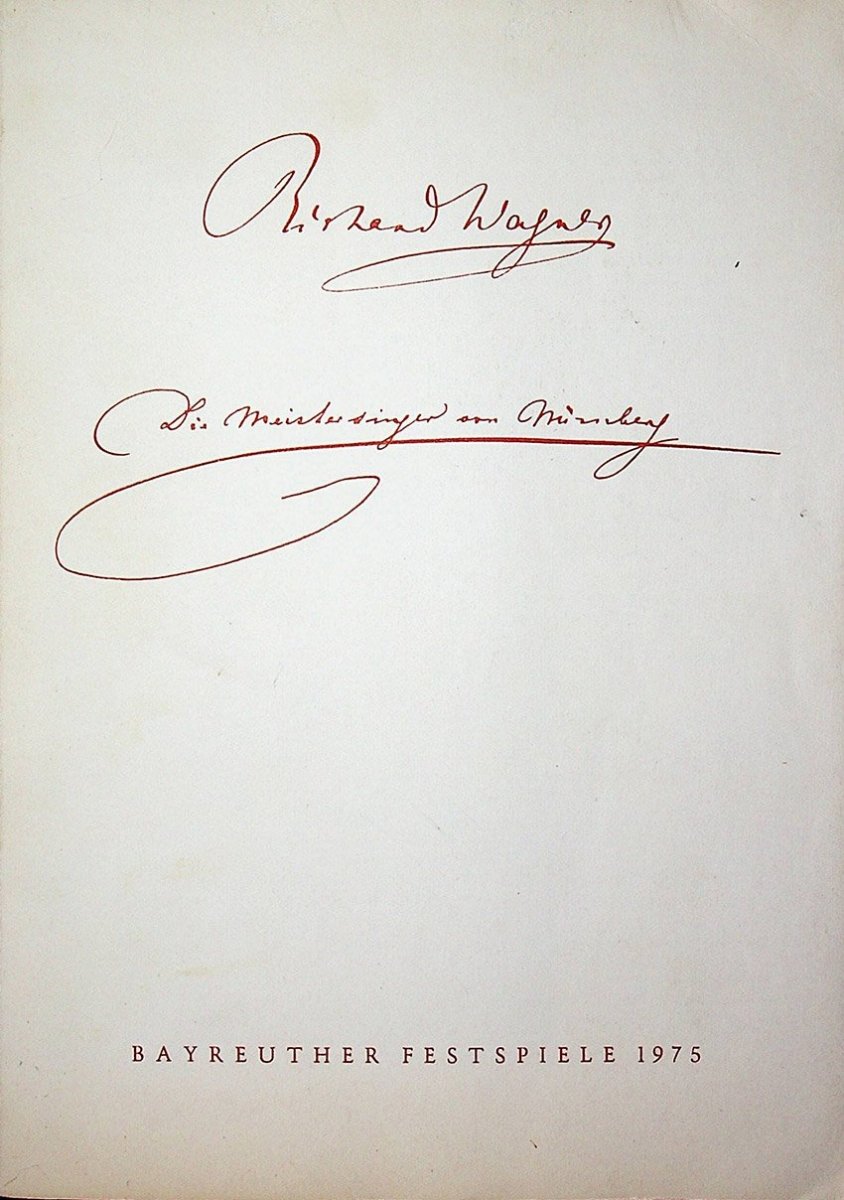 Richard Wagner
Die Meistersinger von Nürnberg
BAYREUTHER FESTSPIELE 1975